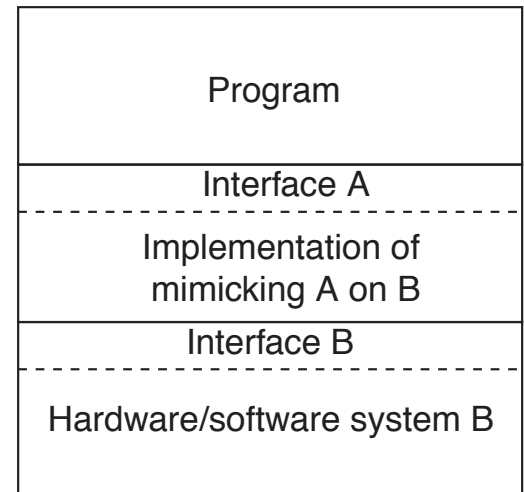 Program
Interface A
Implementation of
mimicking A on B
Interface B
Hardware/software system B